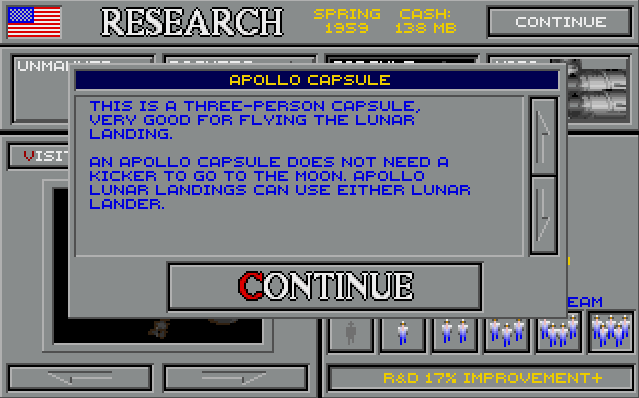 RESEARCH
SPRING 1959
CASH: 138 MB
CONTINUE
APOLLO CAPSULE
THIS IS A THREE-PERSON CAPSULE,
VERY GOOD FOR FLYING THE LUNAR
LANDING.
AN APOLLO CAPSULE DOES NOT NEED A
KICKER TO GO TO THE MOON. APOLLO
LUNAR LANDINGS CAN USE EITHER LUNAR
LANDER.
CONTINUE
R&D 17% IMPROVEMENT+